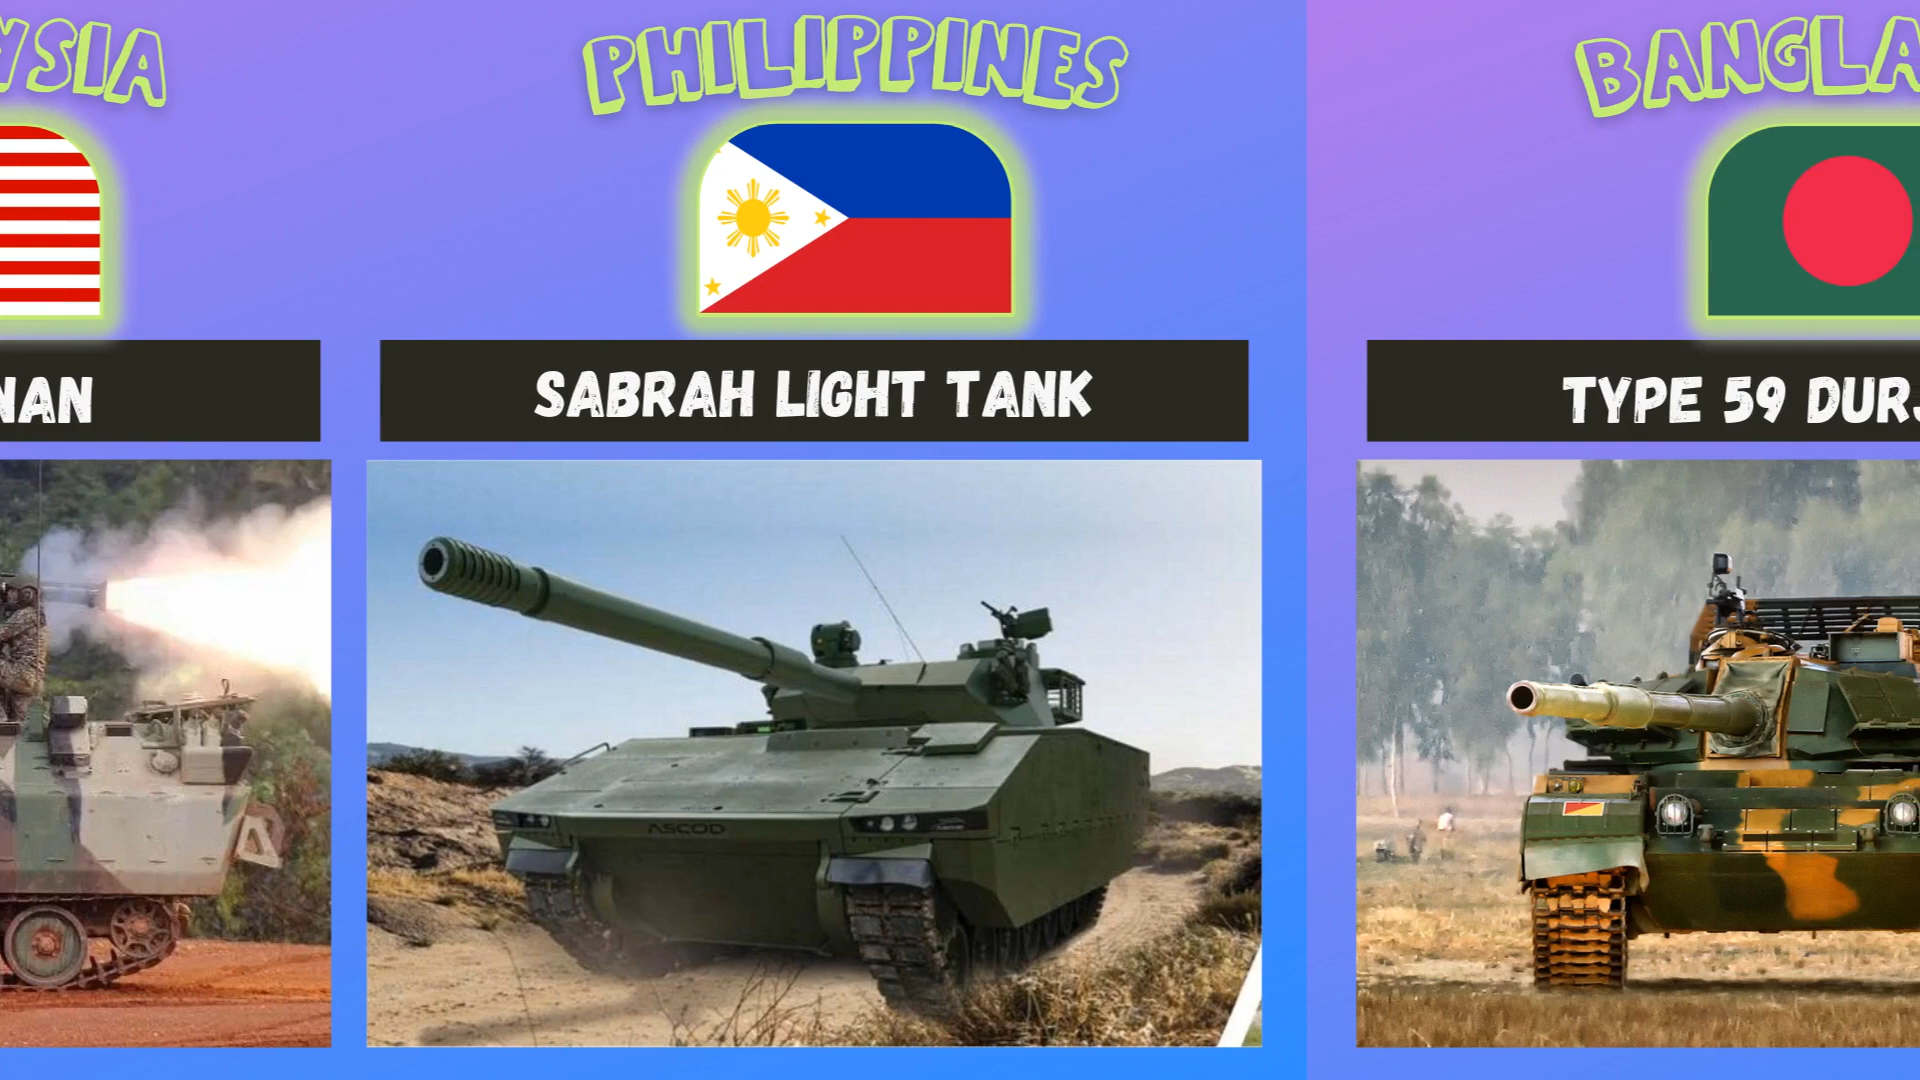 YSIA
PHILIPPINES
BANGLA
NAN
SABRAH LIGHT TANK
TYPE 59 DURJ
ASCOD